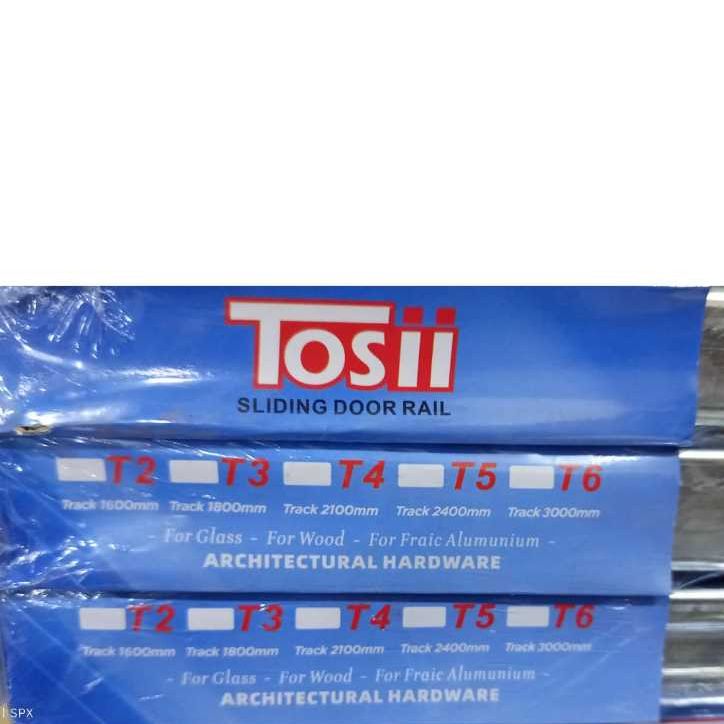 Tosii
SLIDING DOOR RAIL
T2 T3 T4 T5 T6
Track 1600mm Track 1800mm Track 2100mm Track 2400mm Track 3000mm
- For Glass - For Wood - For Fraic Alumunium -
ARCHITECTURAL HARDWARE
T2 T3 T4 T5 T6
Track 1600mm Track 1800mm Track 2100mm Track 2400mm Track 3000mm
- For Glass - For Wood - For Fraic Alumunium -
ARCHITECTURAL HARDWARE
| SPX